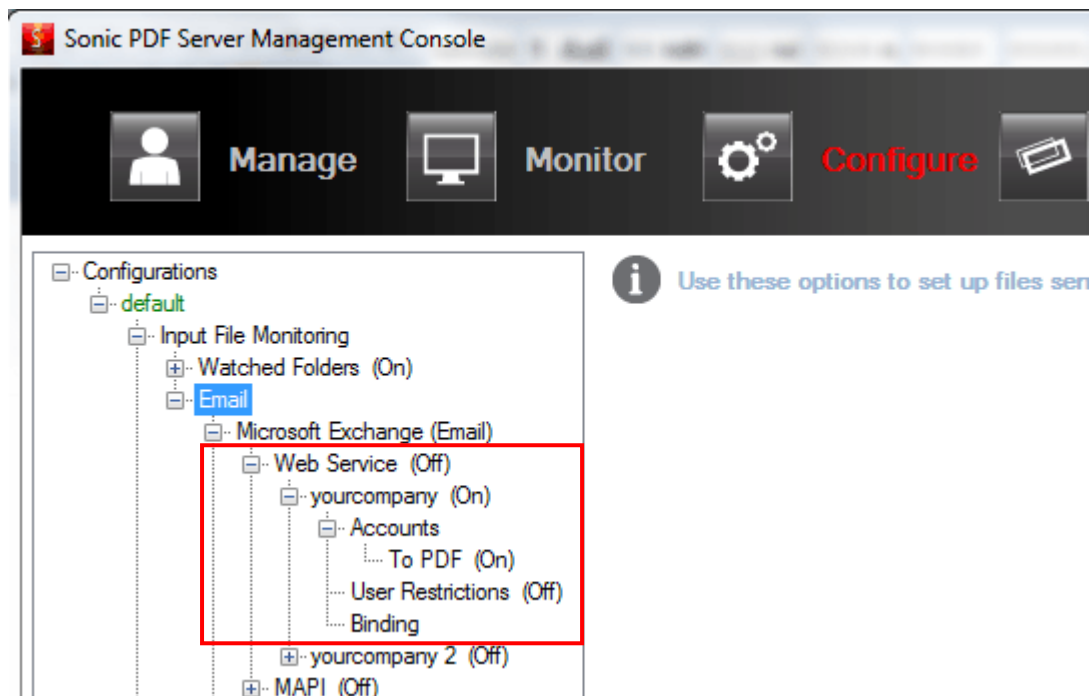 Sonic PDF Server Management Console
Manage Monitor Configure
Configurations
default
Input File Monitoring
Watched Folders (On)
Email
Microsoft Exchange (Email)
Web Service (Off)
yourcompany (On)
Accounts
To PDF (On)
User Restrictions (Off)
Binding
yourcompany 2 (Off)
MAPI (Off)
Use these options to set up files sen